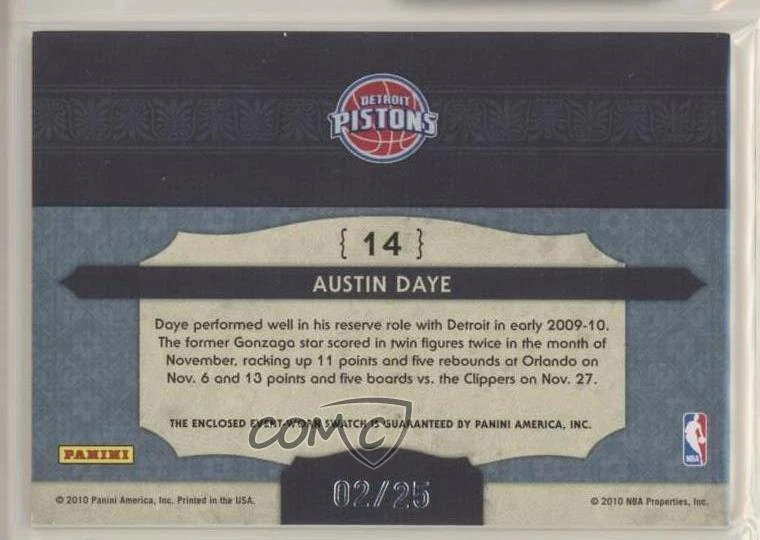 DETROIT
PISTONS
{ 14 }
AUSTIN DAYE
Daye performed well in his reserve role with Detroit in early 2009-10.
The former Gonzaga star scored in twin figures twice in the month of
November, racking up 11 points and five rebounds at Orlando on
Nov. 6 and 13 points and five boards vs. the Clippers on Nov. 27.
THE ENCLOSED EVENT-WORN SWATCH IS GUARANTEED BY PANINI AMERICA, INC.
COMC
PANINI
NBA
© 2010 Panini America, Inc. Printed in the USA.
02/25
© 2010 NBA Properties, Inc.